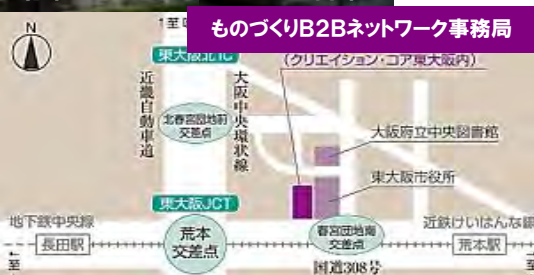 ものづくりB2Bネットワーク事務局
(クリエイション・コア東大阪内)
N
東大阪北IC
近畿自動車道
大阪中央環状線
北春宮団地前
交差点
大阪府立中央図書館
東大阪市役所
東大阪JCT
地下鉄中央線
長田駅
荒本
交差点
春宮団地南
交差点
国道308号
近鉄けいはんな線
荒本駅
至
至